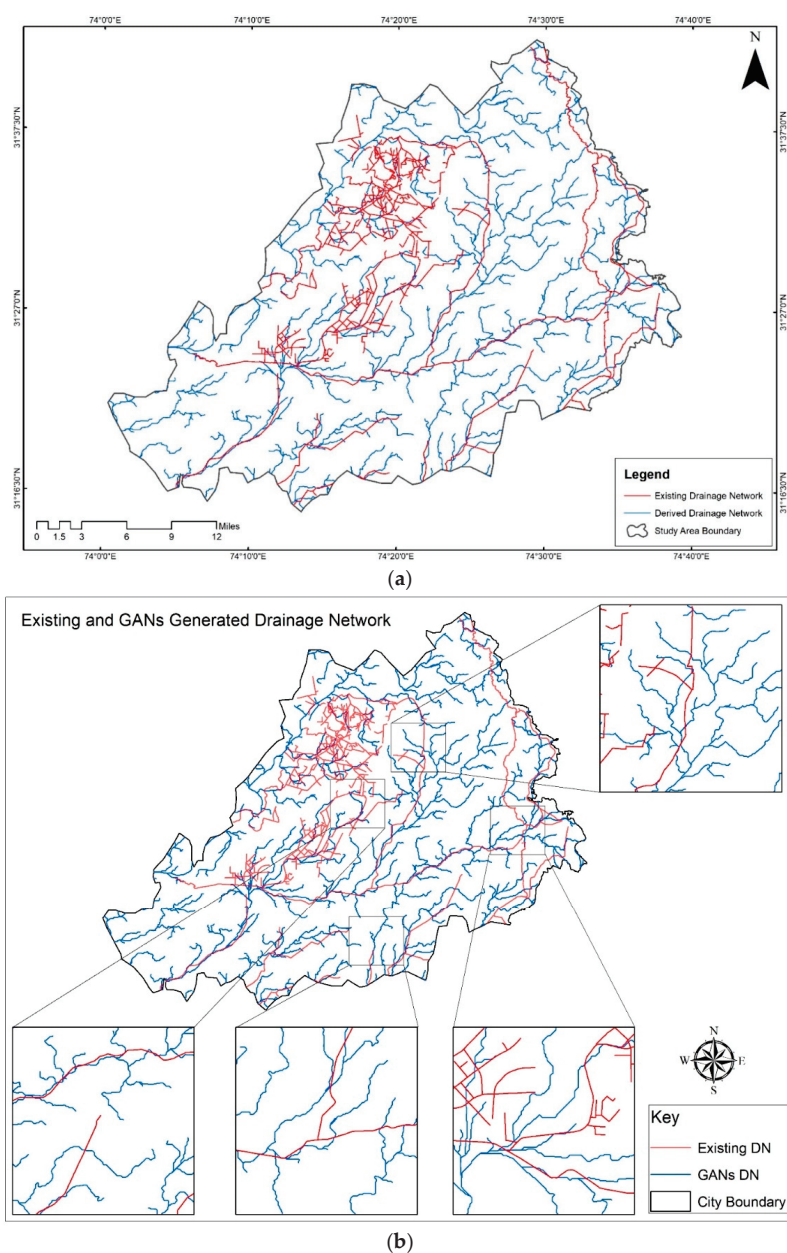 74°0'0"E 74°10'0"E 74°20'0"E 74°30'0"E 74°40'0"E
N
31°37'30"N 31°37'30"N
31°27'0"N 31°27'0"N
31°16'30"N 31°16'30"N
Legend
Existing Drainage Network
Derived Drainage Network
Study Area Boundary
Miles
0 1.5 3 6 9 12
74°0'0"E 74°10'0"E 74°20'0"E 74°30'0"E 74°40'0"E
(a)
Existing and GANs Generated Drainage Network
N
W E
S
Key
Existing DN
GANs DN
City Boundary
(b)